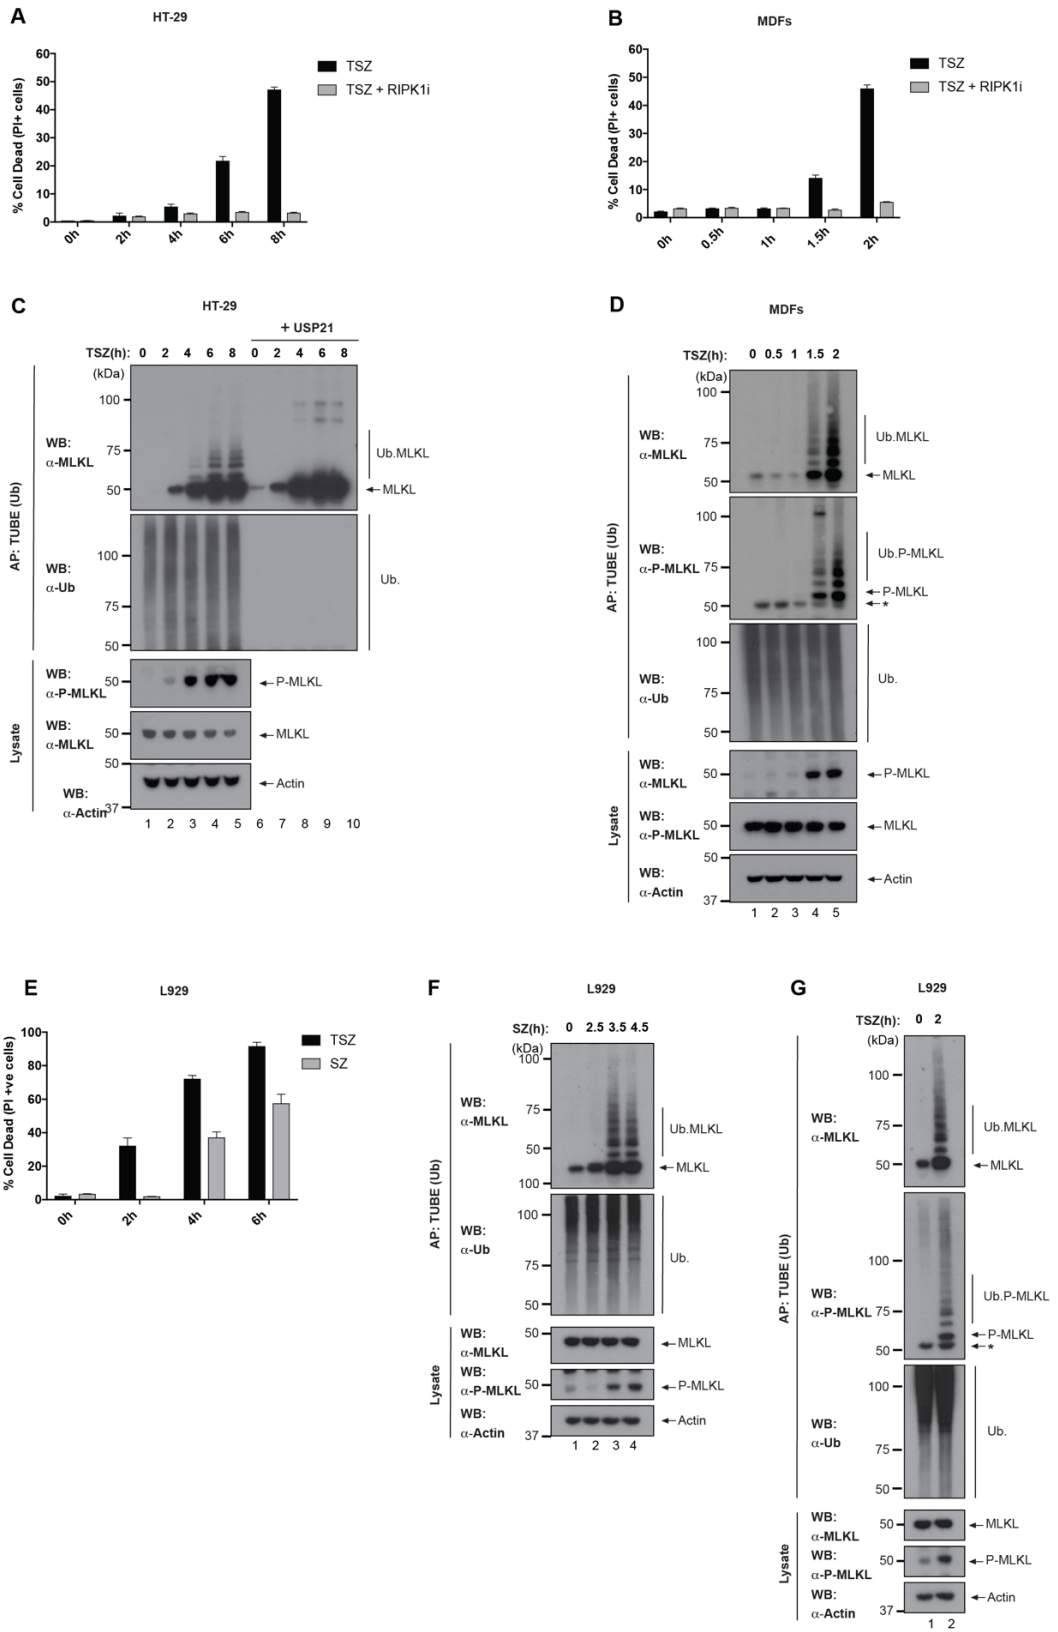 A
HT-29
% Cell Dead (PI+ cells)
60
50
40
30
20
10
0
0h
2h
4h
6h
8h
TSZ
TSZ + RIPK1i
B
MDFs
% Cell Dead (PI+ cells)
60
50
40
30
20
10
0
0h
0.5h
1h
1.5h
2h
TSZ
TSZ + RIPK1i
C
HT-29
+ USP21
TSZ(h): 0 2 4 6 8 0 2 4 6 8
(kDa)
AP: TUBE (Ub)
WB:
α-MLKL
100
75
50
Ub.MLKL
MLKL
WB:
α-Ub
100
75
50
Ub.
Lysate
WB:
α-P-MLKL
50
P-MLKL
WB:
α-MLKL
50
MLKL
50
WB:
α-Actin
37
Actin
1 2 3 4 5 6 7 8 9 10
D
MDFs
TSZ(h): 0 0.5 1 1.5 2
(kDa)
AP: TUBE (Ub)
WB:
α-MLKL
100
75
50
Ub.MLKL
MLKL
WB:
α-P-MLKL
100
75
50
Ub.P-MLKL
P-MLKL
*
WB:
α-Ub
100
75
50
Ub.
Lysate
WB:
α-MLKL
50
P-MLKL
WB:
α-P-MLKL
50
MLKL
WB:
α-Actin
50
37
Actin
1 2 3 4 5
E
L929
% Cell Dead (PI +ve cells)
100
80
60
40
20
0
0h
2h
4h
6h
TSZ
SZ
F
L929
SZ(h): 0 2.5 3.5 4.5
(kDa)
AP: TUBE (Ub)
WB:
α-MLKL
100
75
50
100
Ub.MLKL
MLKL
WB:
α-Ub
100
75
50
Ub.
Lysate
WB:
α-MLKL
50
MLKL
WB:
α-P-MLKL
50
P-MLKL
WB:
α-Actin
37
Actin
1 2 3 4
G
L929
TSZ(h): 0 2
(kDa)
AP: TUBE (Ub)
WB:
α-MLKL
100
75
50
Ub.MLKL
MLKL
WB:
α-P-MLKL
100
75
50
Ub.P-MLKL
P-MLKL
*
WB:
α-Ub
100
75
50
Ub.
Lysate
WB:
α-MLKL
50
MLKL
WB:
α-P-MLKL
50
P-MLKL
WB:
α-Actin
37
Actin
1 2